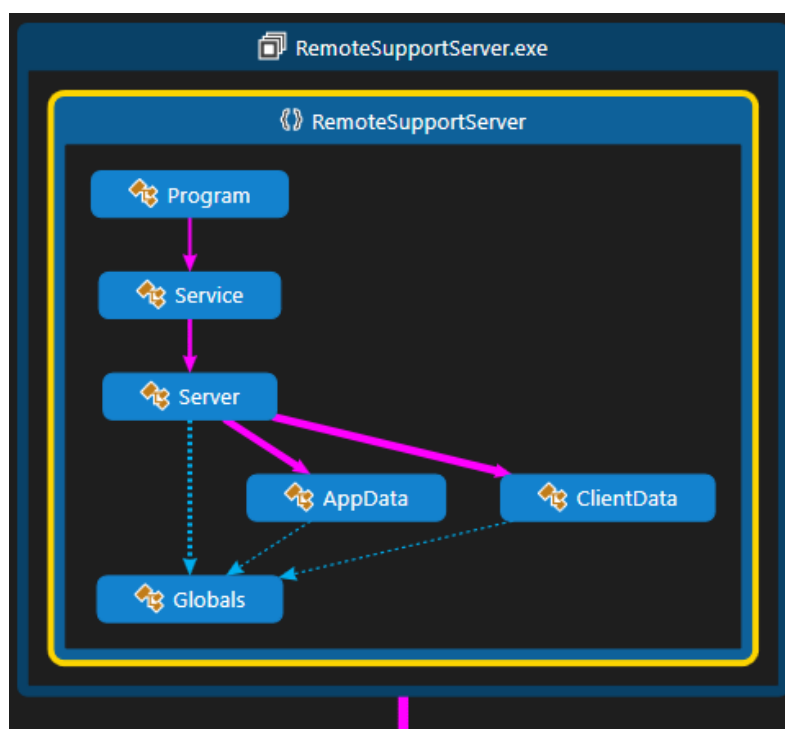 RemoteSupportServer.exe
RemoteSupportServer
Program
Service
Server
AppData
ClientData
Globals